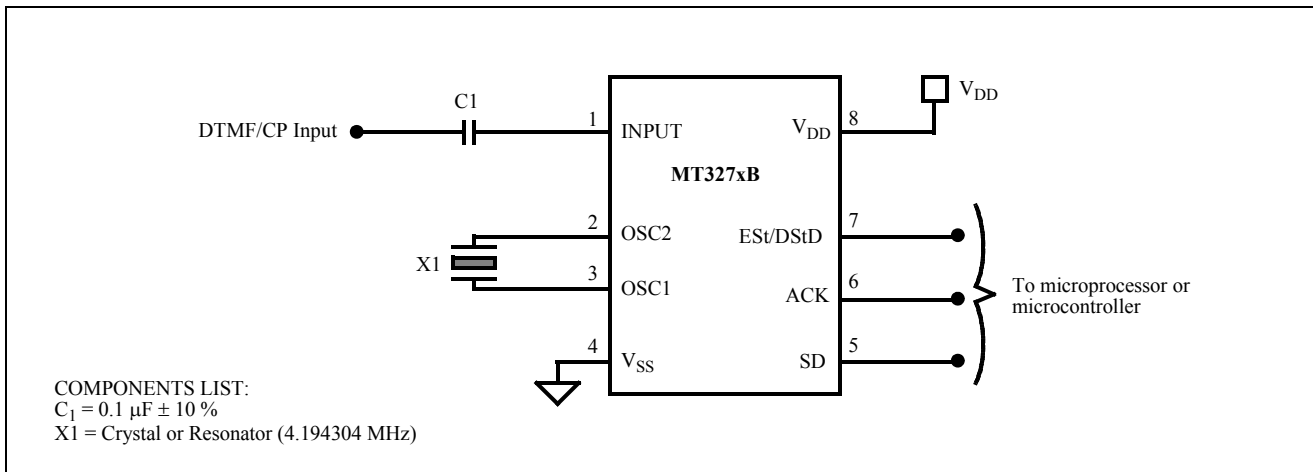 C1
DTMF/CP Input
1
INPUT
V_DD
8
V_DD
MT327xB
2
OSC2
ESt/DStD
7
X1
3
OSC1
ACK
6
To microprocessor or
microcontroller
4
V_SS
SD
5
COMPONENTS LIST:
C_1 = 0.1 μF ± 10 %
X1 = Crystal or Resonator (4.194304 MHz)